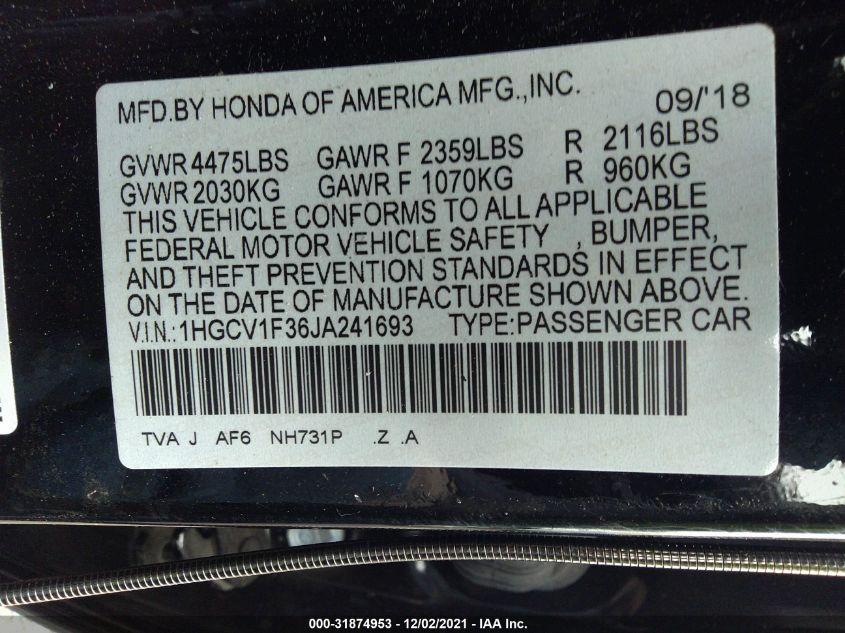 MFD.BY HONDA OF AMERICA MFG.,INC. 09/'18
GVWR 4475LBS GAWR F 2359LBS R 2116LBS
GVWR 2030KG GAWR F 1070KG R 960KG
THIS VEHICLE CONFORMS TO ALL APPLICABLE
FEDERAL MOTOR VEHICLE SAFETY , BUMPER,
AND THEFT PREVENTION STANDARDS IN EFFECT
ON THE DATE OF MANUFACTURE SHOWN ABOVE.
V.I.N.:1HGCV1F36JA241693 TYPE:PASSENGER CAR
TVA J AF6 NH731P .Z .A
000-31874953 - 12/02/2021 - IAA Inc.